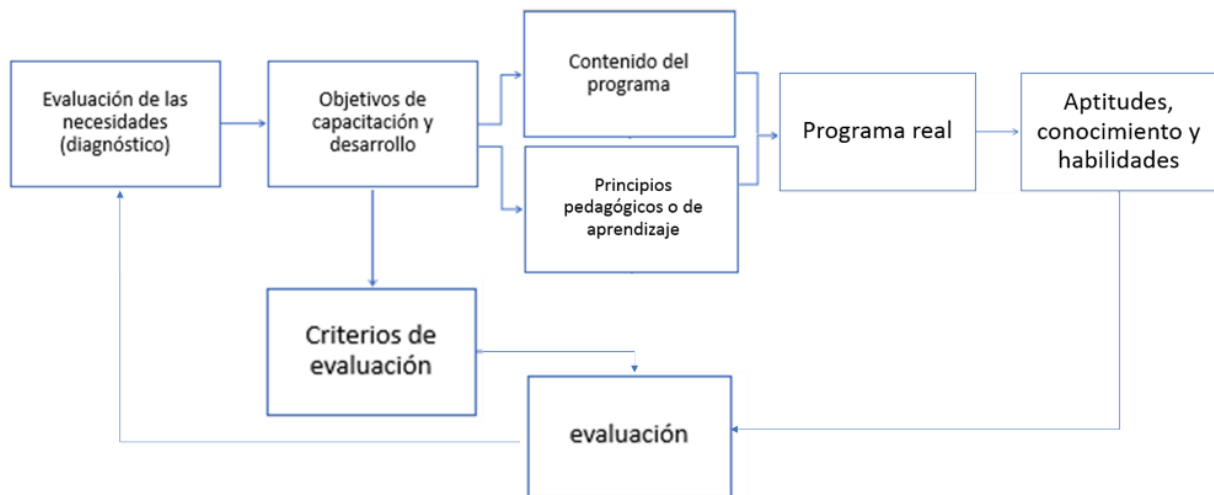 Evaluación de las
necesidades
(diagnóstico)
Objetivos de
capacitación y
desarrollo
Contenido del
programa
Principios
pedagógicos o de
aprendizaje
Programa real
Aptitudes,
conocimiento y
habilidades
Criterios de
evaluación
evaluación